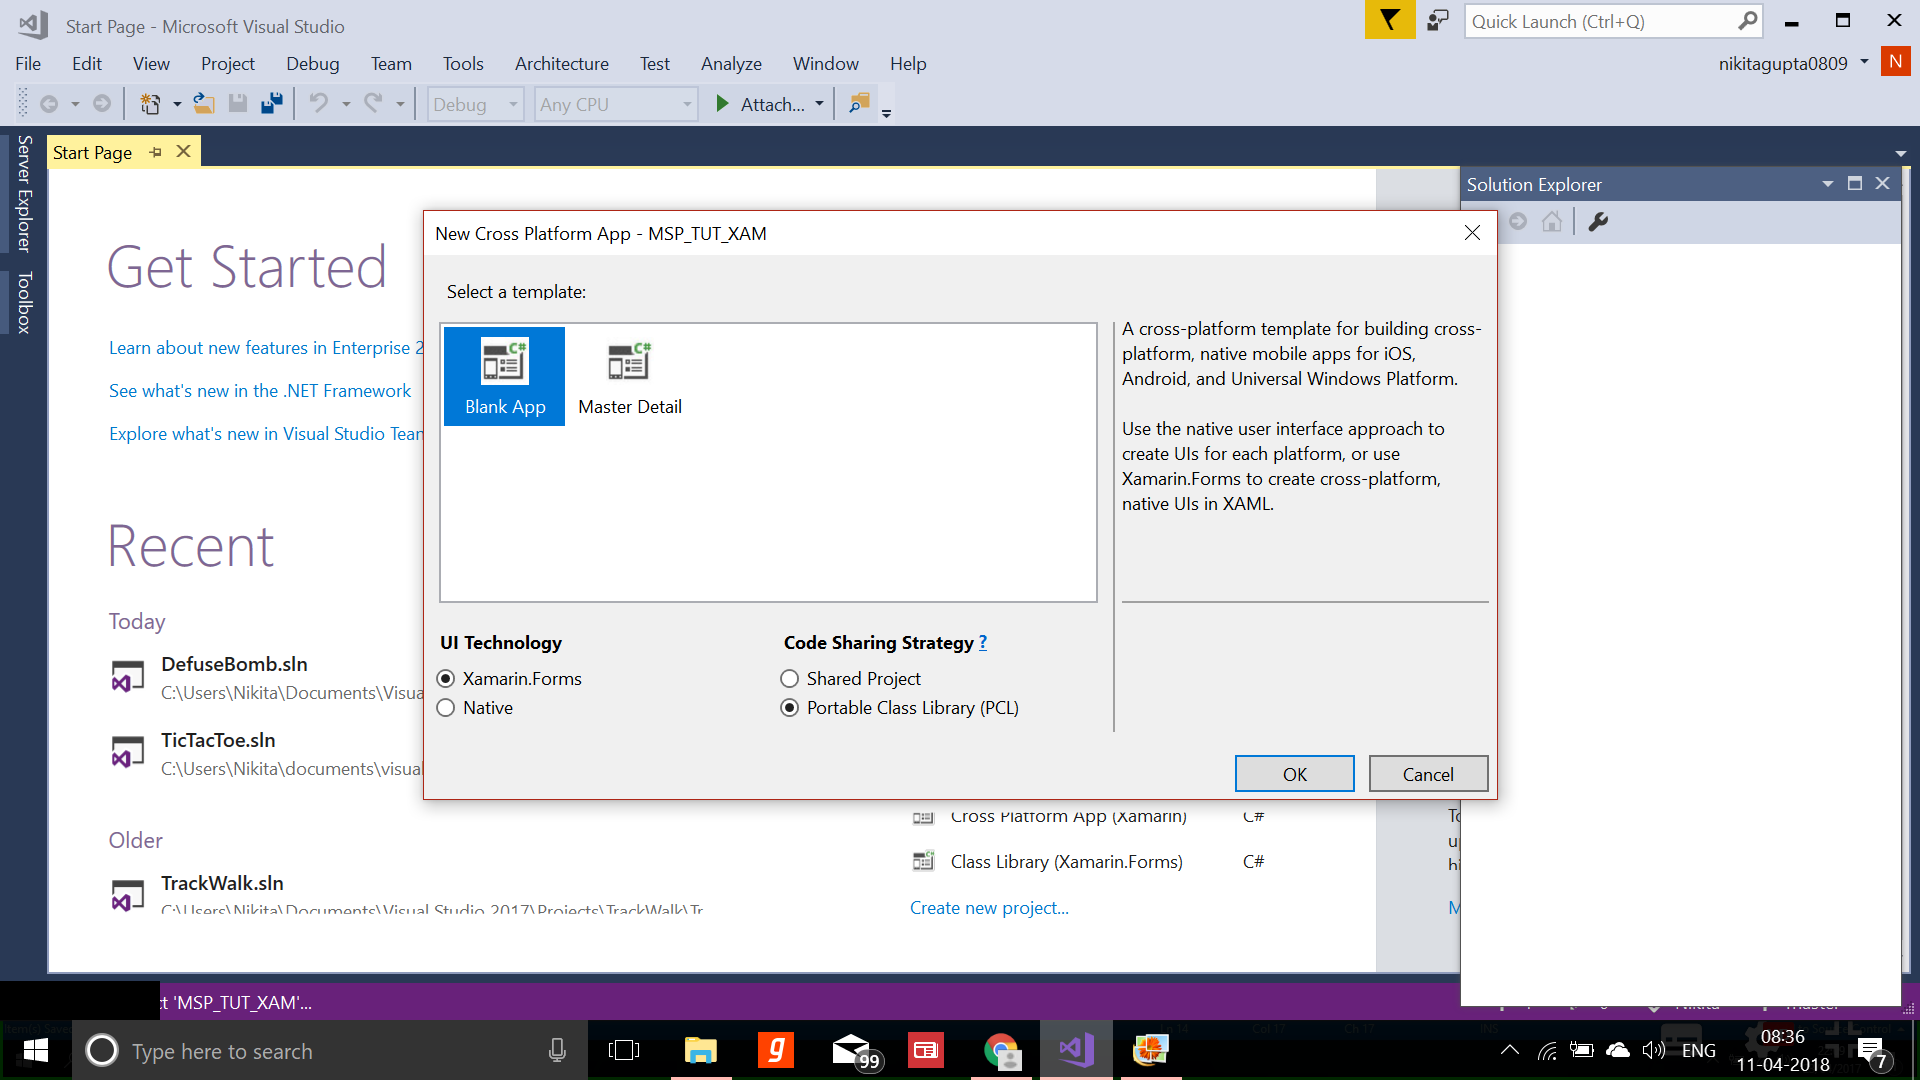 Start Page - Microsoft Visual Studio
Quick Launch (Ctrl+Q)
File Edit View Project Debug Team Tools Architecture Test Analyze Window Help
nikitagupta0809
N
Debug
Any CPU
Attach...
Server Explorer
Toolbox
Start Page
Solution Explorer
Get Started
Learn about new features in Enterprise 2
See what's new in the .NET Framework
Explore what's new in Visual Studio Tean
Recent
Today
DefuseBomb.sln
C:\Users\Nikita\Documents\Visua
TicTacToe.sln
C:\Users\Nikita\documents\visual
Older
TrackWalk.sln
C:\Users\Nikita\Documents\Visual Studio 2017\Projects\TrackWalk\Tr
New Cross Platform App - MSP_TUT_XAM
Select a template:
C#
Blank App
C#
Master Detail
A cross-platform template for building cross-
platform, native mobile apps for iOS,
Android, and Universal Windows Platform.
Use the native user interface approach to
create UIs for each platform, or use
Xamarin.Forms to create cross-platform,
native UIs in XAML.
UI Technology
Xamarin.Forms
Native
Code Sharing Strategy ?
Shared Project
Portable Class Library (PCL)
OK
Cancel
Cross Platform App (Xamarin) C#
Class Library (Xamarin.Forms) C#
Create new project...
ct 'MSP_TUT_XAM'...
Type here to search
99
ENG
08:36
11-04-2018
7